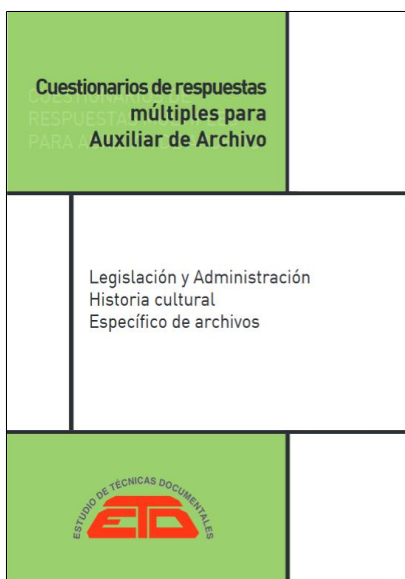 Cuestionarios de respuestas
múltiples para
Auxiliar de Archivo
Legislación y Administración
Historia cultural
Específico de archivos
ESTUDIO DE TÉCNICAS DOCUMENTALES
ETD